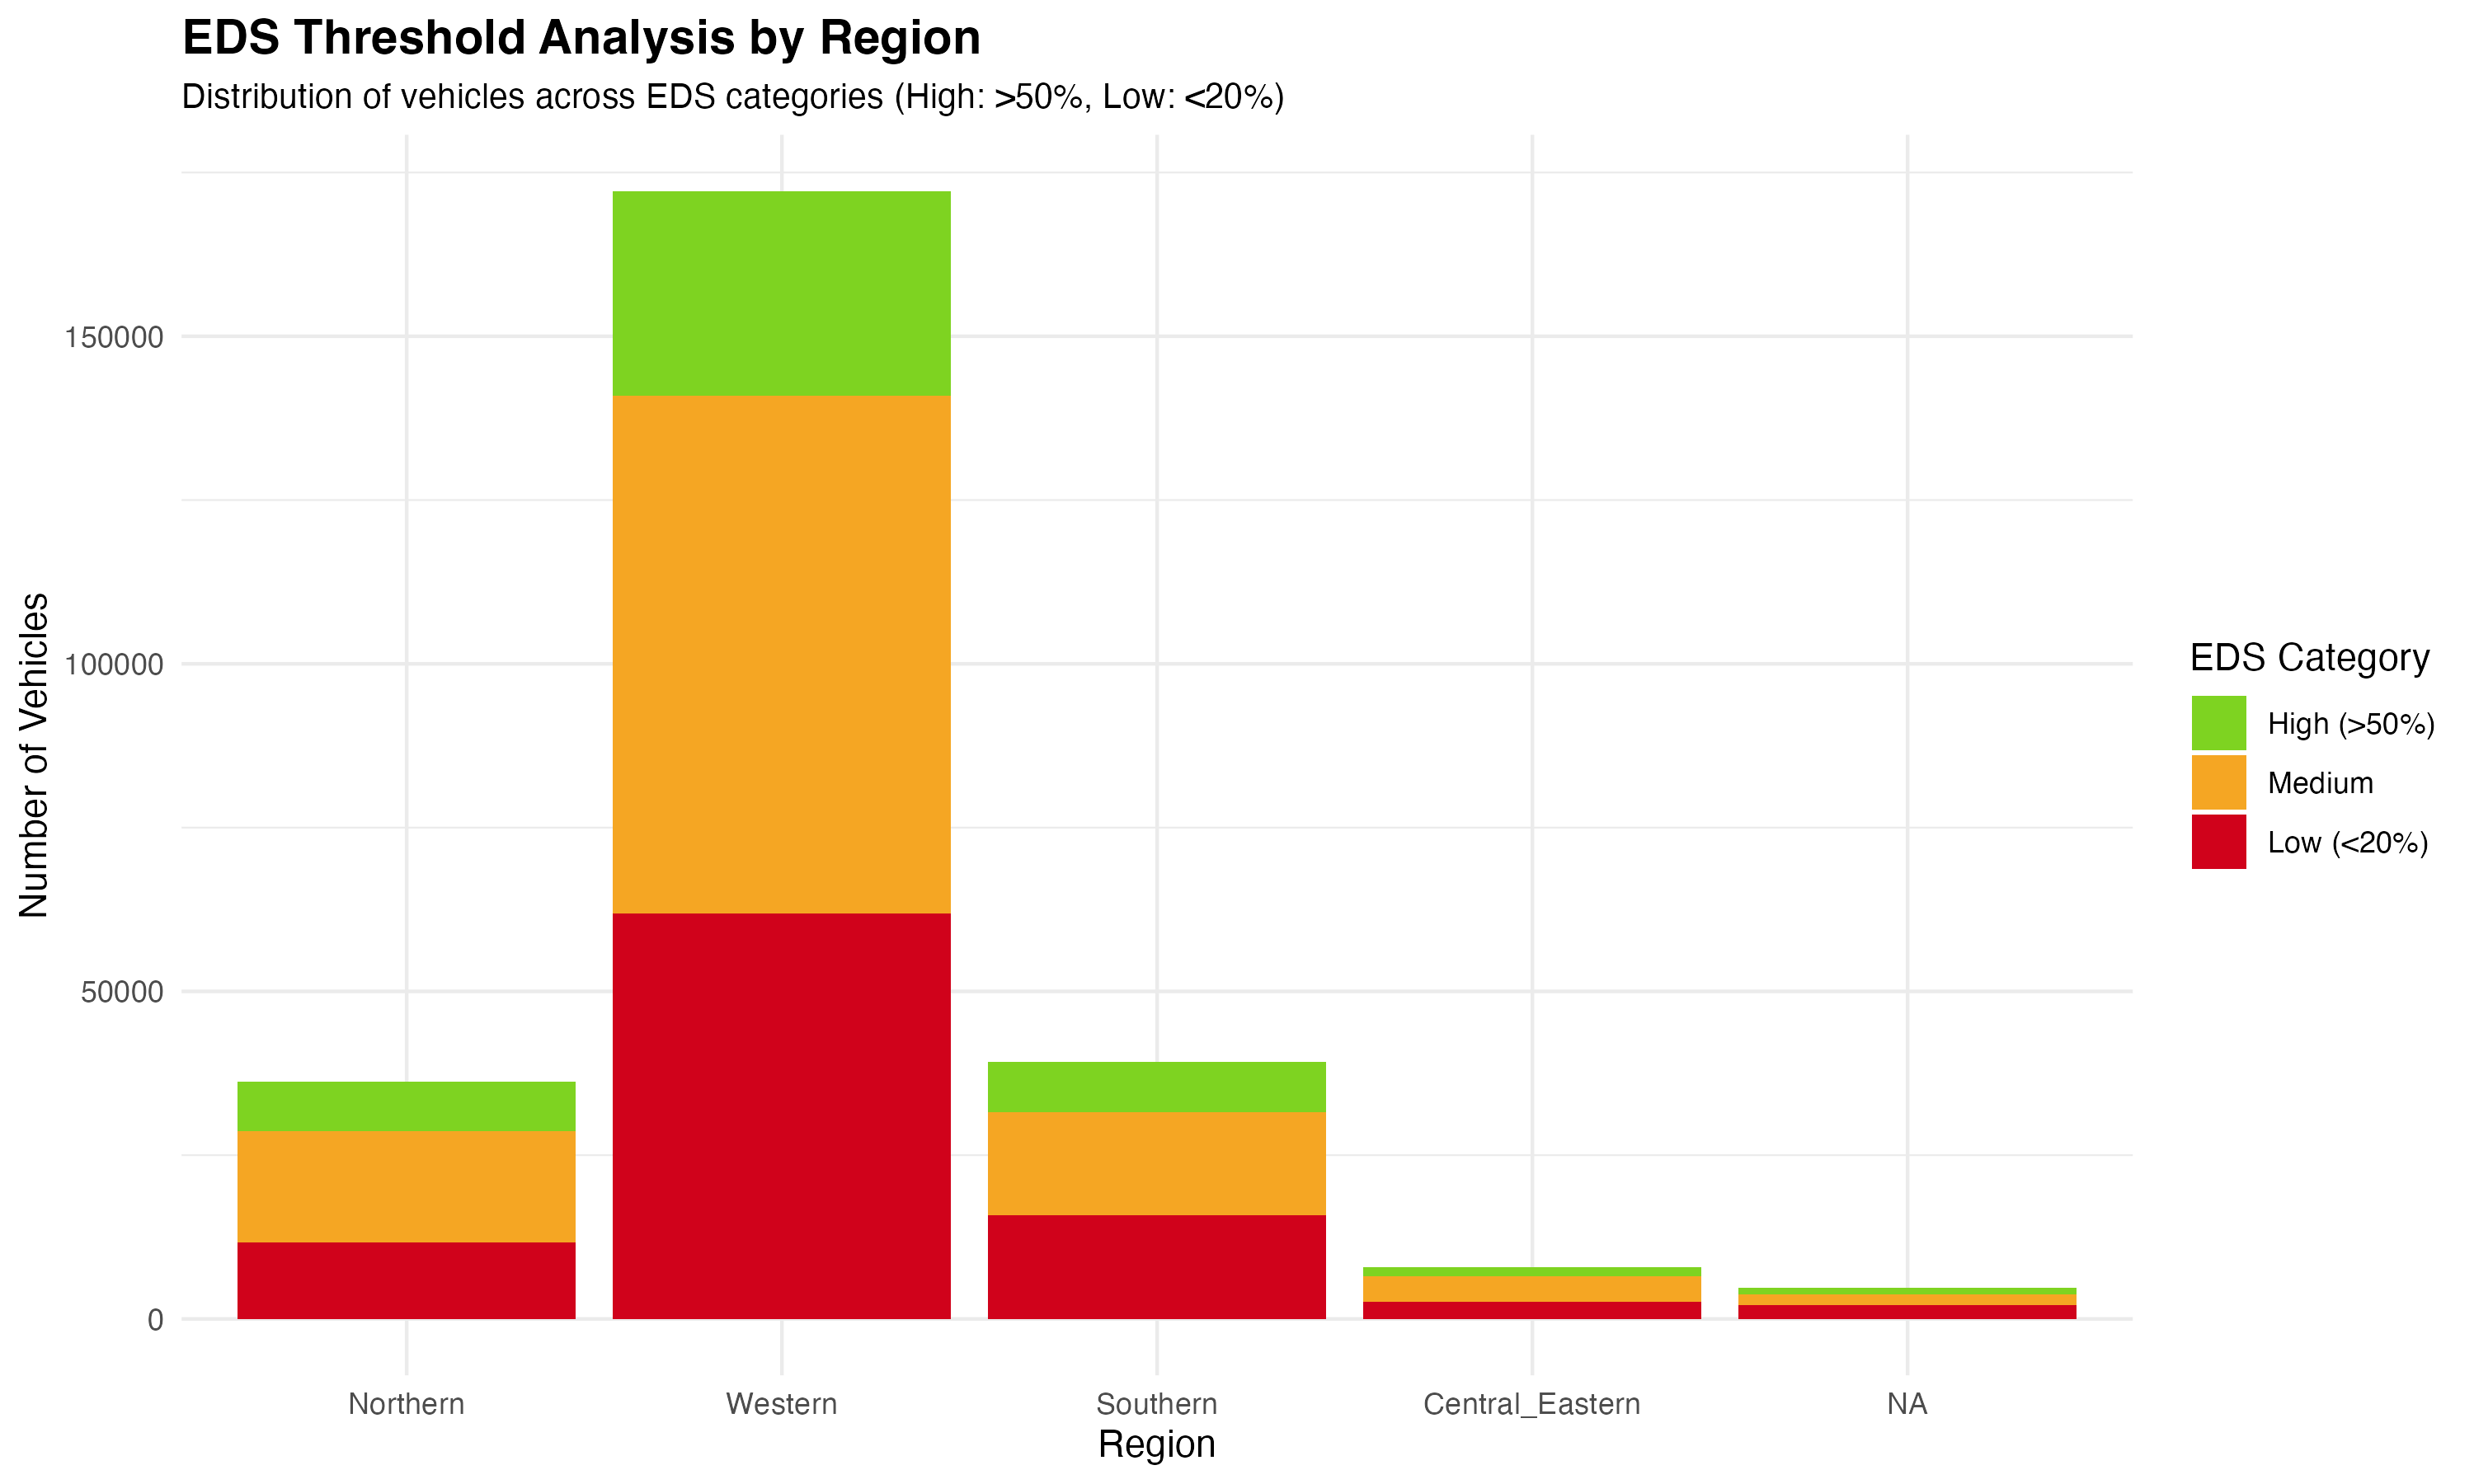 EDS Threshold Analysis by Region
Distribution of vehicles across EDS categories (High: >50%, Low: <20%)
Number of Vehicles
150000
100000
50000
0
Northern
Western
Southern
Central_Eastern
NA
Region
EDS Category
High (>50%)
Medium
Low (<20%)